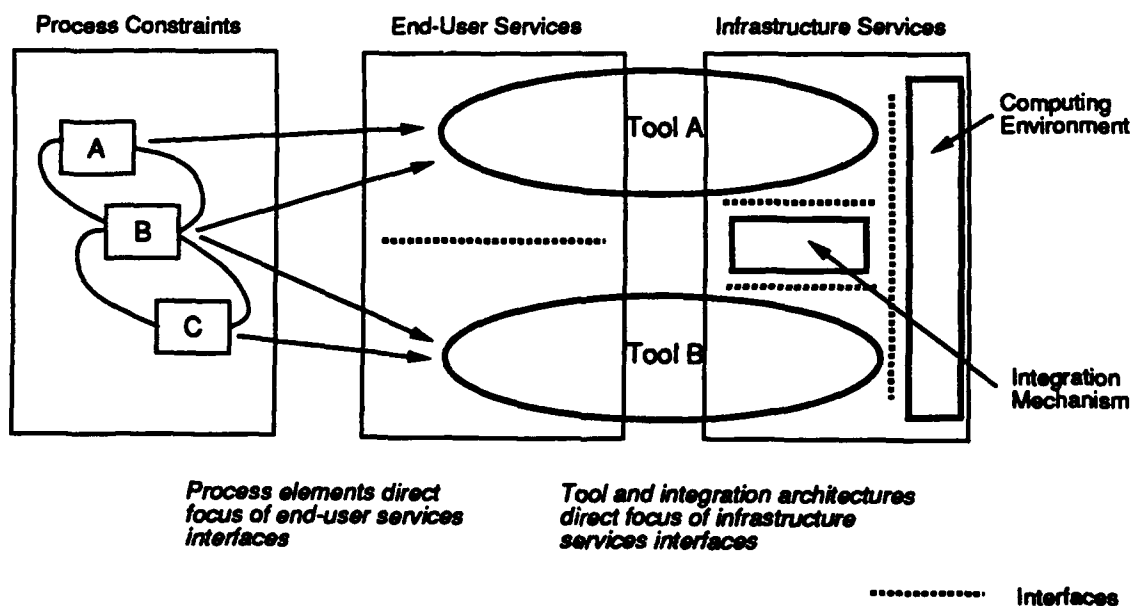 Process Constraints
End-User Services
Infrastructure Services
A
B
C
Tool A
Tool B
Computing
Environment
Integration
Mechanism
Process elements direct
focus of end-user services
interfaces
Tool and integration architectures
direct focus of infrastructure
services interfaces
Interfaces